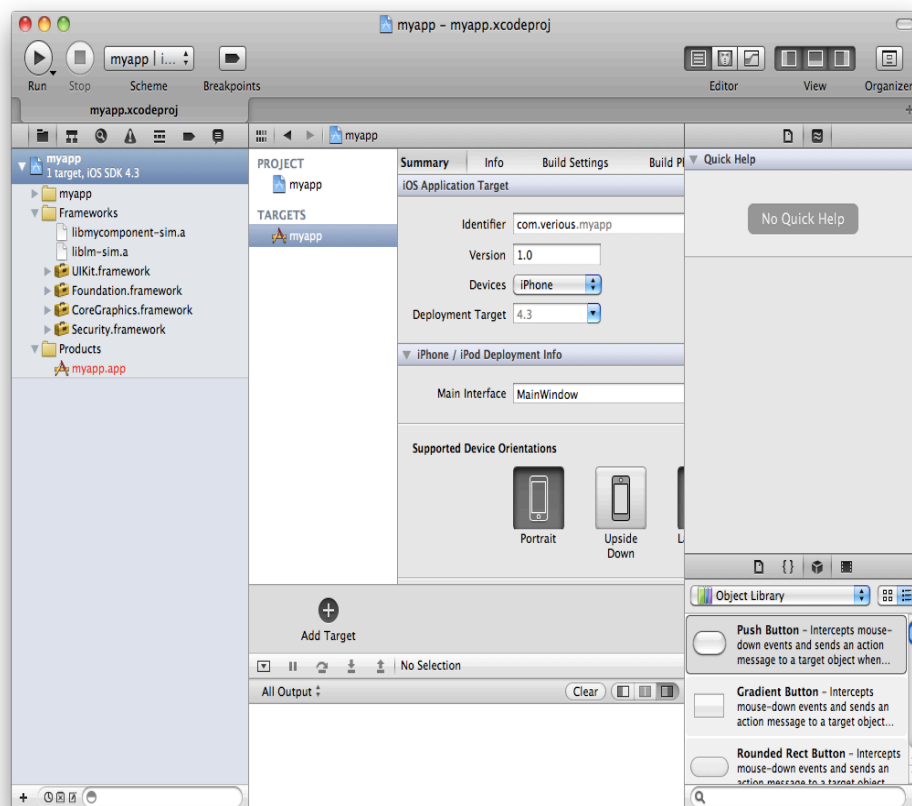 myapp – myapp.xcodeproj
myapp | i...
Run
Stop
Scheme
Breakpoints
Editor
View
Organizer
myapp.xcodeproj
myapp
myapp
1 target, iOS SDK 4.3
myapp
Frameworks
libmycomponent-sim.a
liblm-sim.a
UIKit.framework
Foundation.framework
CoreGraphics.framework
Security.framework
Products
myapp.app
PROJECT
myapp
TARGETS
myapp
Summary Info Build Settings
iOS Application Target
Identifier com.verious.myapp
Version 1.0
Devices iPhone
Deployment Target 4.3
iPhone / iPod Deployment Info
Main Interface MainWindow
Supported Device Orientations
Portrait
Upside
Down
Add Target
No Selection
All Output
Clear
Quick Help
No Quick Help
{ }
Object Library
Push Button – Intercepts mouse-
down events and sends an action
message to a target object when...
Gradient Button – Intercepts
mouse-down events and sends an
action message to a target object...
Rounded Rect Button – Intercepts
mouse-down events and sends an
action message to a target object